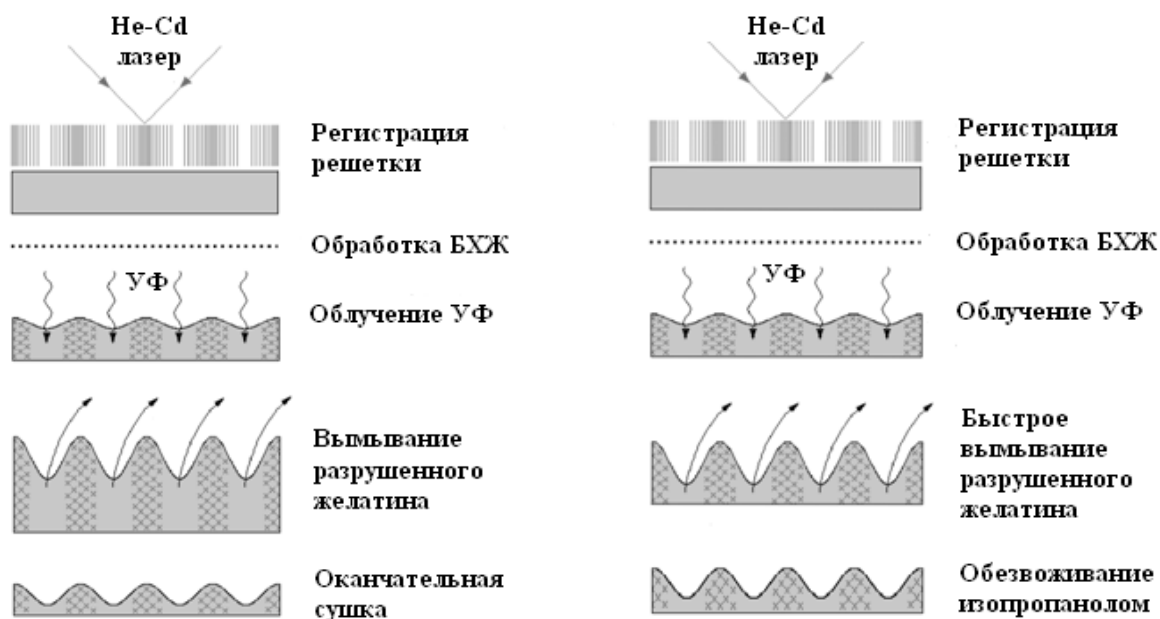 He-Cd
лазер
Регистрация
решетки
Обработка БХЖ
УФ
Облучение УФ
Вымывание
разрушенного
желатина
Оканчательная
сушка
He-Cd
лазер
Регистрация
решетки
Обработка БХЖ
УФ
Облучение УФ
Быстрое
вымывание
разрушенного
желатина
Обезвоживание
изопропанолом